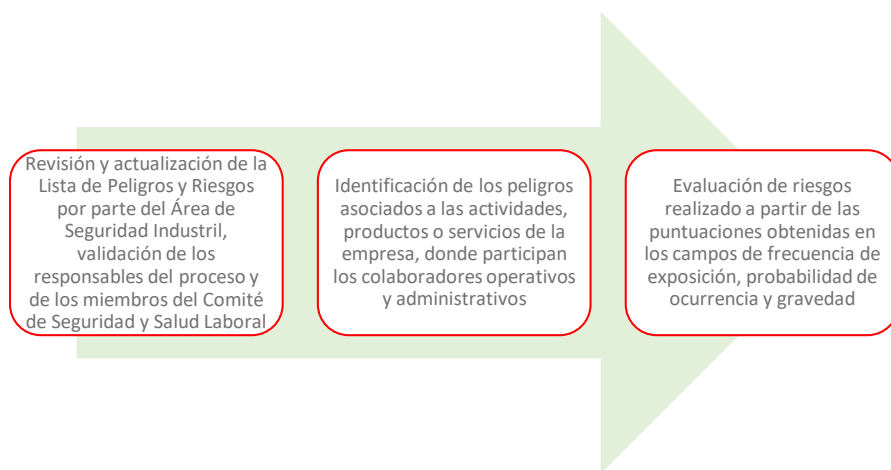 Revisión y actualización de la
Lista de Peligros y Riesgos
por parte del Área de
Seguridad Industril,
validación de los
responsables del proceso y
de los miembros del Comité
de Seguridad y Salud Laboral
Identificación de los peligros
asociados a las actividades,
productos o servicios de la
empresa, donde participan
los colaboradores operativos
y administrativos
Evaluación de riesgos
realizado a partir de las
puntuaciones obtenidas en
los campos de frecuencia de
exposición, probabilidad de
ocurrencia y gravedad